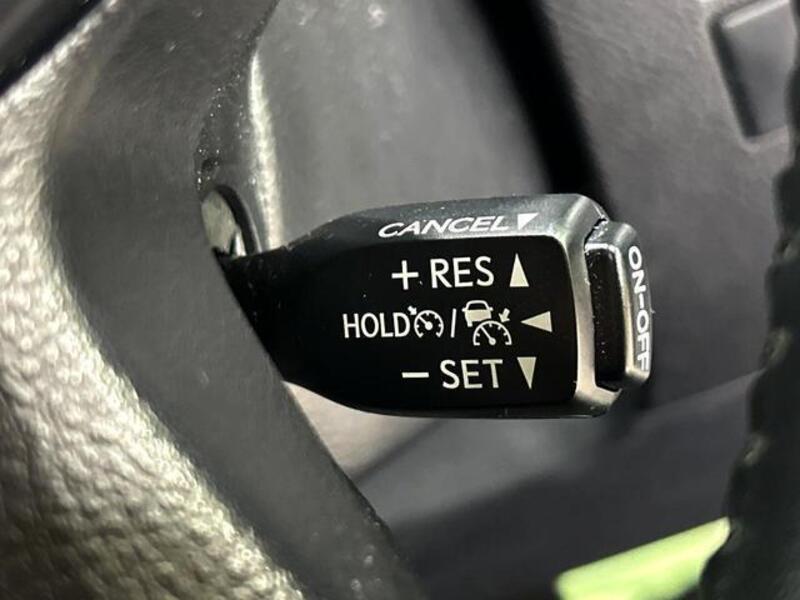 CANCEL
+ RES
HOLD /
− SET
ON-OFF